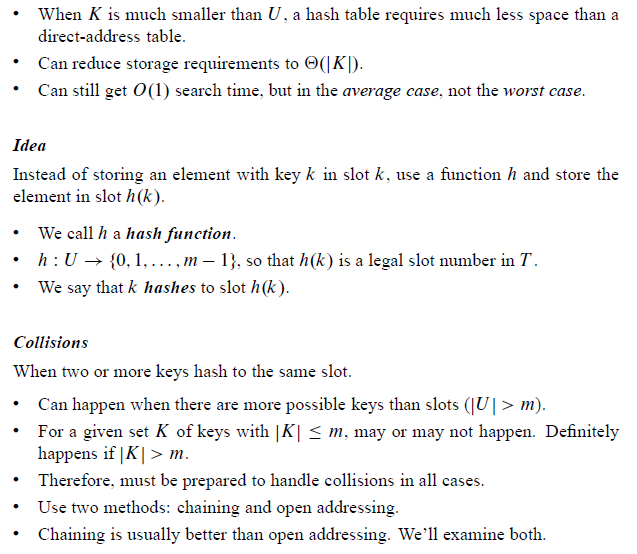 • When K is much smaller than U, a hash table requires much less space than a
direct-address table.
• Can reduce storage requirements to Θ(|K|).
• Can still get O(1) search time, but in the average case, not the worst case.
Idea
Instead of storing an element with key k in slot k, use a function h and store the
element in slot h(k).
• We call h a hash function.
• h : U → {0, 1, . . . , m − 1}, so that h(k) is a legal slot number in T.
• We say that k hashes to slot h(k).
Collisions
When two or more keys hash to the same slot.
• Can happen when there are more possible keys than slots (|U| > m).
• For a given set K of keys with |K| ≤ m, may or may not happen. Definitely
happens if |K| > m.
• Therefore, must be prepared to handle collisions in all cases.
• Use two methods: chaining and open addressing.
• Chaining is usually better than open addressing. We’ll examine both.